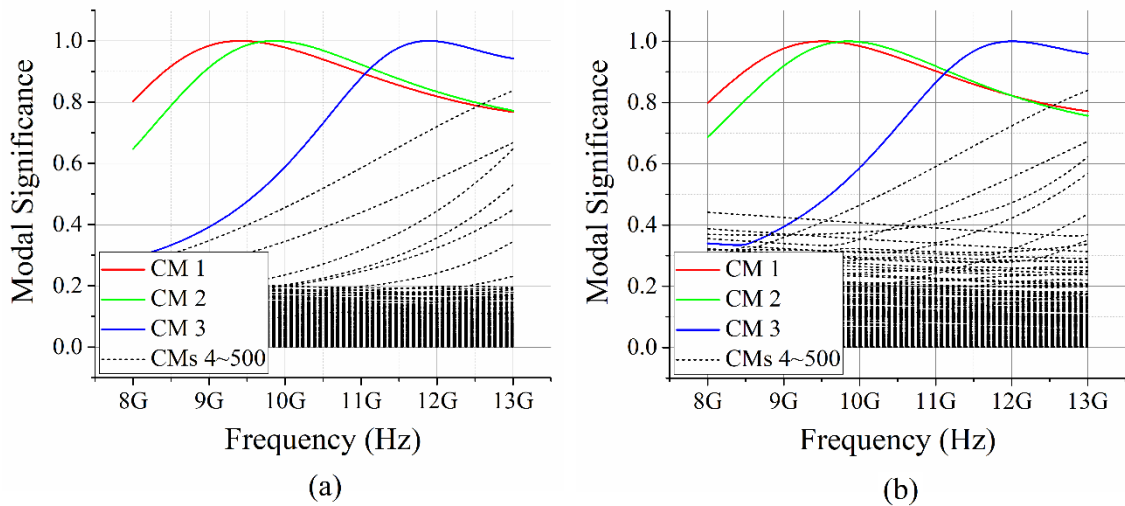 Modal Significance
1.0
0.8
0.6
0.4
0.2
0.0
CM 1
CM 2
CM 3
CMs 4~500
8G 9G 10G 11G 12G 13G
Frequency (Hz)
(a)
Modal Significance
1.0
0.8
0.6
0.4
0.2
0.0
CM 1
CM 2
CM 3
CMs 4~500
8G 9G 10G 11G 12G 13G
Frequency (Hz)
(b)